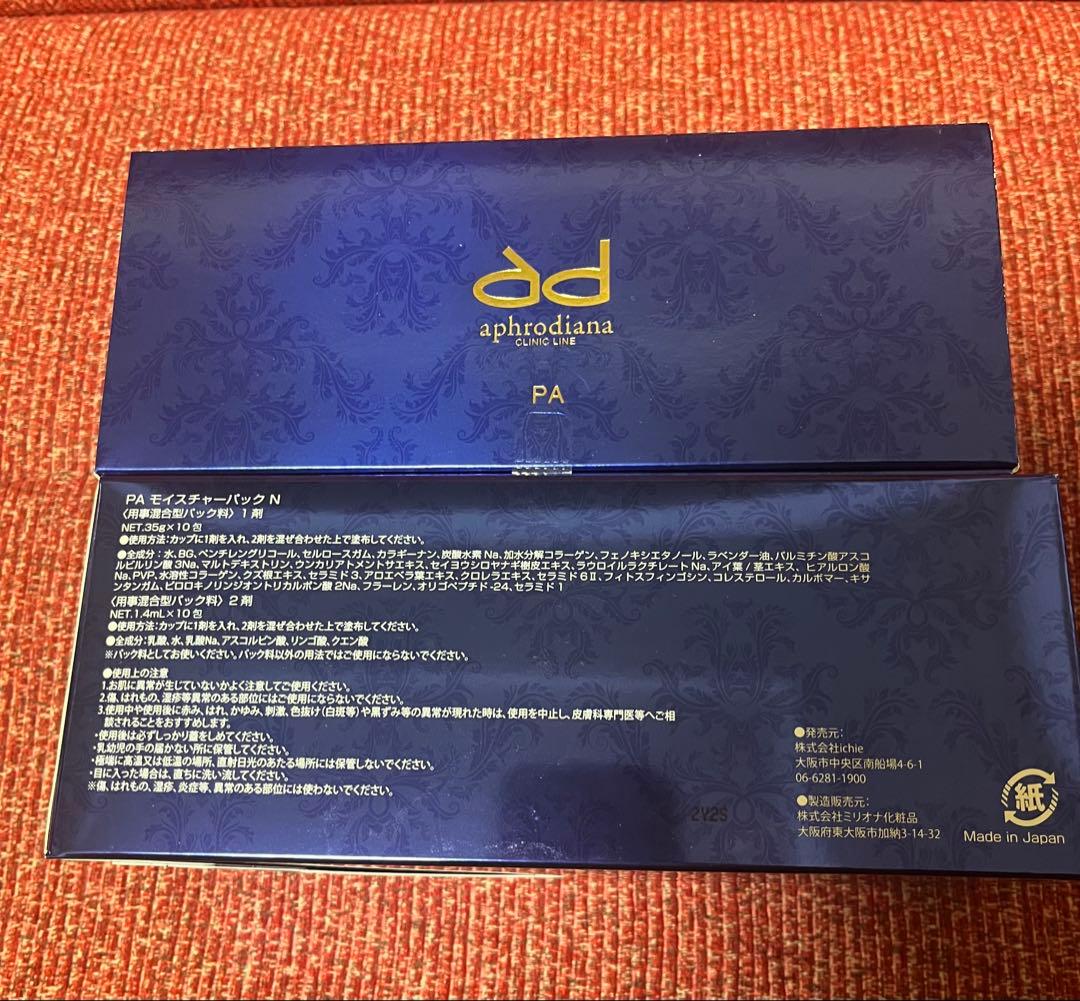 ad
aphrodiana
CLINIC LINE
PA
PA モイスチャーパック N
〈用事混合型パック料〉1剤
NET.35g×10包
●使用方法:カップに1剤を入れ、2剤を混ぜ合わせた上で塗布してください。
●全成分:水、BG、ペンチレングリコール、セルロースガム、カラギーナン、炭酸水素Na、加水分解コラーゲン、フェノキシエタノール、ラベンダー油、パルミチン酸アスコ
ルビルリン酸3Na、マルトデキストリン、ウンカリアトメントサエキス、セイヨウシロヤナギ樹皮エキス、ラウロイルラクチレートNa、アイ葉/茎エキス、ヒアルロン酸
Na、PVP、水溶性コラーゲン、クズ根エキス、セラミド3、アロエベラ葉エキス、クロレラエキス、セラミド6Ⅱ、フィトスフィンゴシン、コレステロール、カルボマー、キサ
ンタンガム、ピロロキノリンジオントリカルボン酸2Na、フラーレン、オリゴペプチド-24、セラミド1
〈用事混合型パック料〉2剤
NET.1.4mL×10包
●使用方法:カップに1剤を入れ、2剤を混ぜ合わせた上で塗布してください。
●全成分:乳酸、水、乳酸Na、アスコルビン酸、リンゴ酸、クエン酸
※パック料としてお使いください。パック料以外の用法ではご使用にならないでください。
●使用上の注意
1.お肌に異常が生じていないかよく注意してご使用ください。
2.傷、はれもの、湿疹等異常のある部位にはご使用にならないでください。
3.使用中や使用後に赤み、はれ、かゆみ、刺激、色抜け(白斑等)や黒ずみ等の異常が現れた時は、使用を中止し、皮膚科専門医等へご相
談されることをおすすめします。
・使用後は必ずしっかり蓋をしめてください。
・乳幼児の手の届かない所に保管してください。
・極端に高温又は低温の場所、直射日光のあたる場所には保管しないでください。
・目に入った場合は、直ちに洗い流してください。
※傷、はれもの、湿疹、炎症等、異常のある部位には使わないでください。
2V2S
●発売元:
株式会社ichie
大阪市中央区南船場4-6-1
06-6281-1900
●製造販売元:
株式会社ミリオナ化粧品
大阪府東大阪市加納3-14-32
紙
Made in Japan